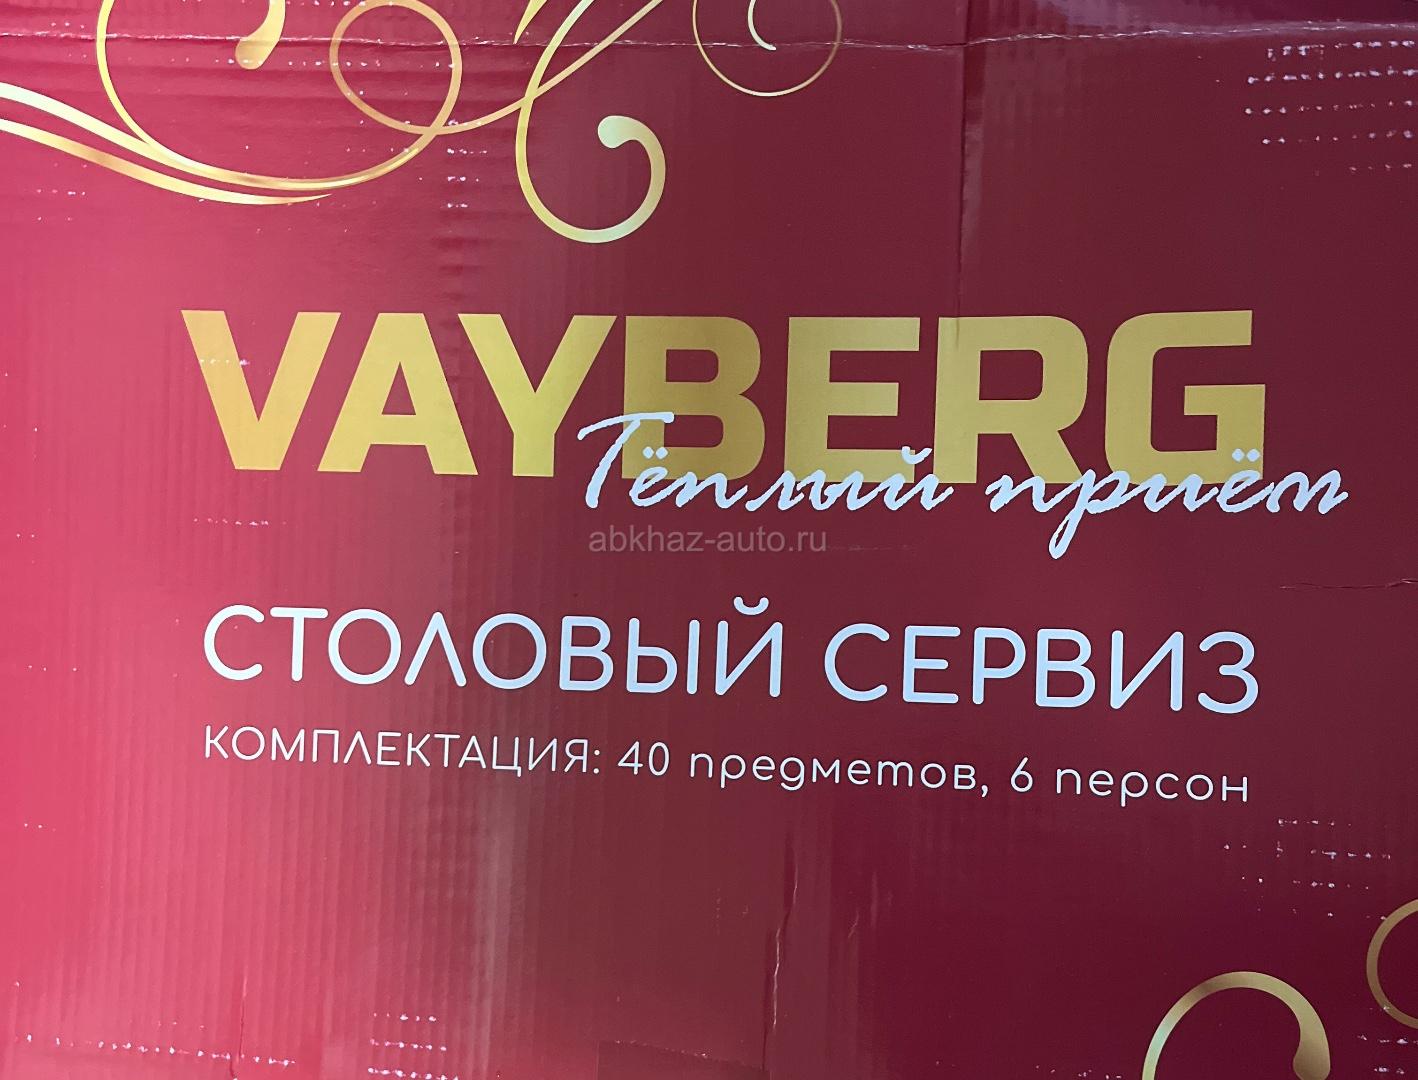 VAYBERG
Тёплый приём
abkhaz-auto.ru
СТОЛОВЫЙ СЕРВИЗ
КОМПЛЕКТАЦИЯ: 40 предметов, 6 персон